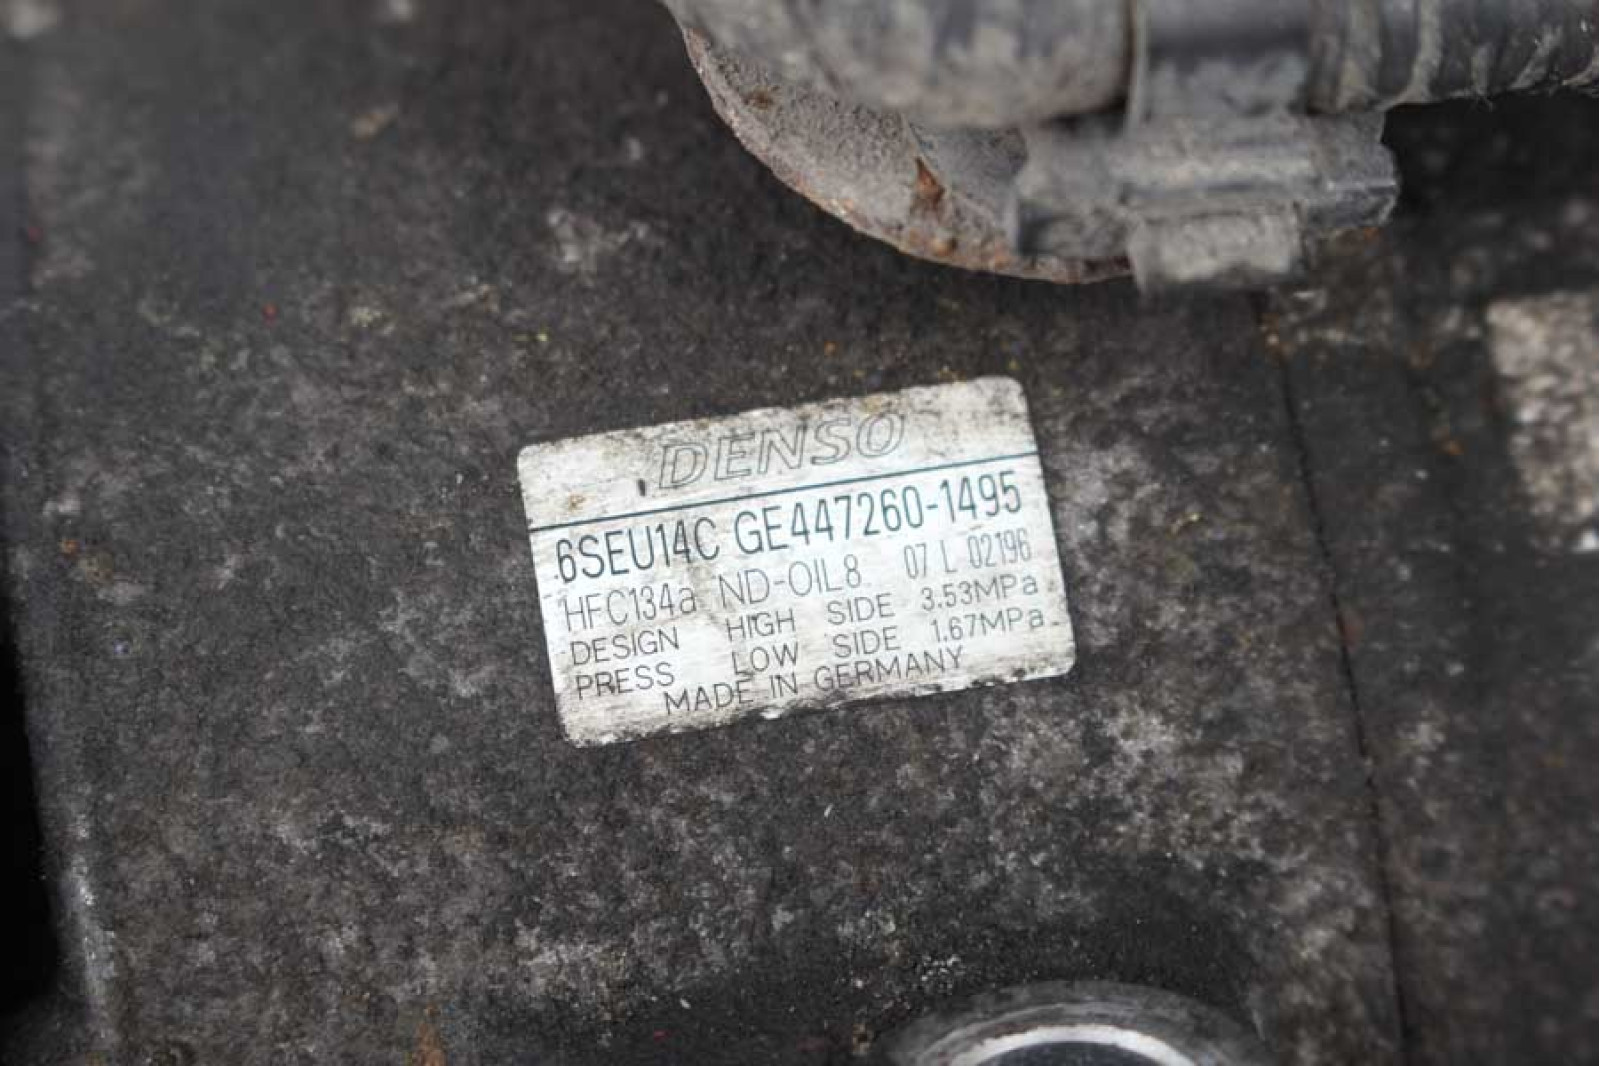 DENSO
6SEU14C GE447260-1495
HFC134a ND-OIL8 07 L 02196
DESIGN HIGH SIDE 3.53MPa
PRESS LOW SIDE 1.67MPa
MADE IN GERMANY